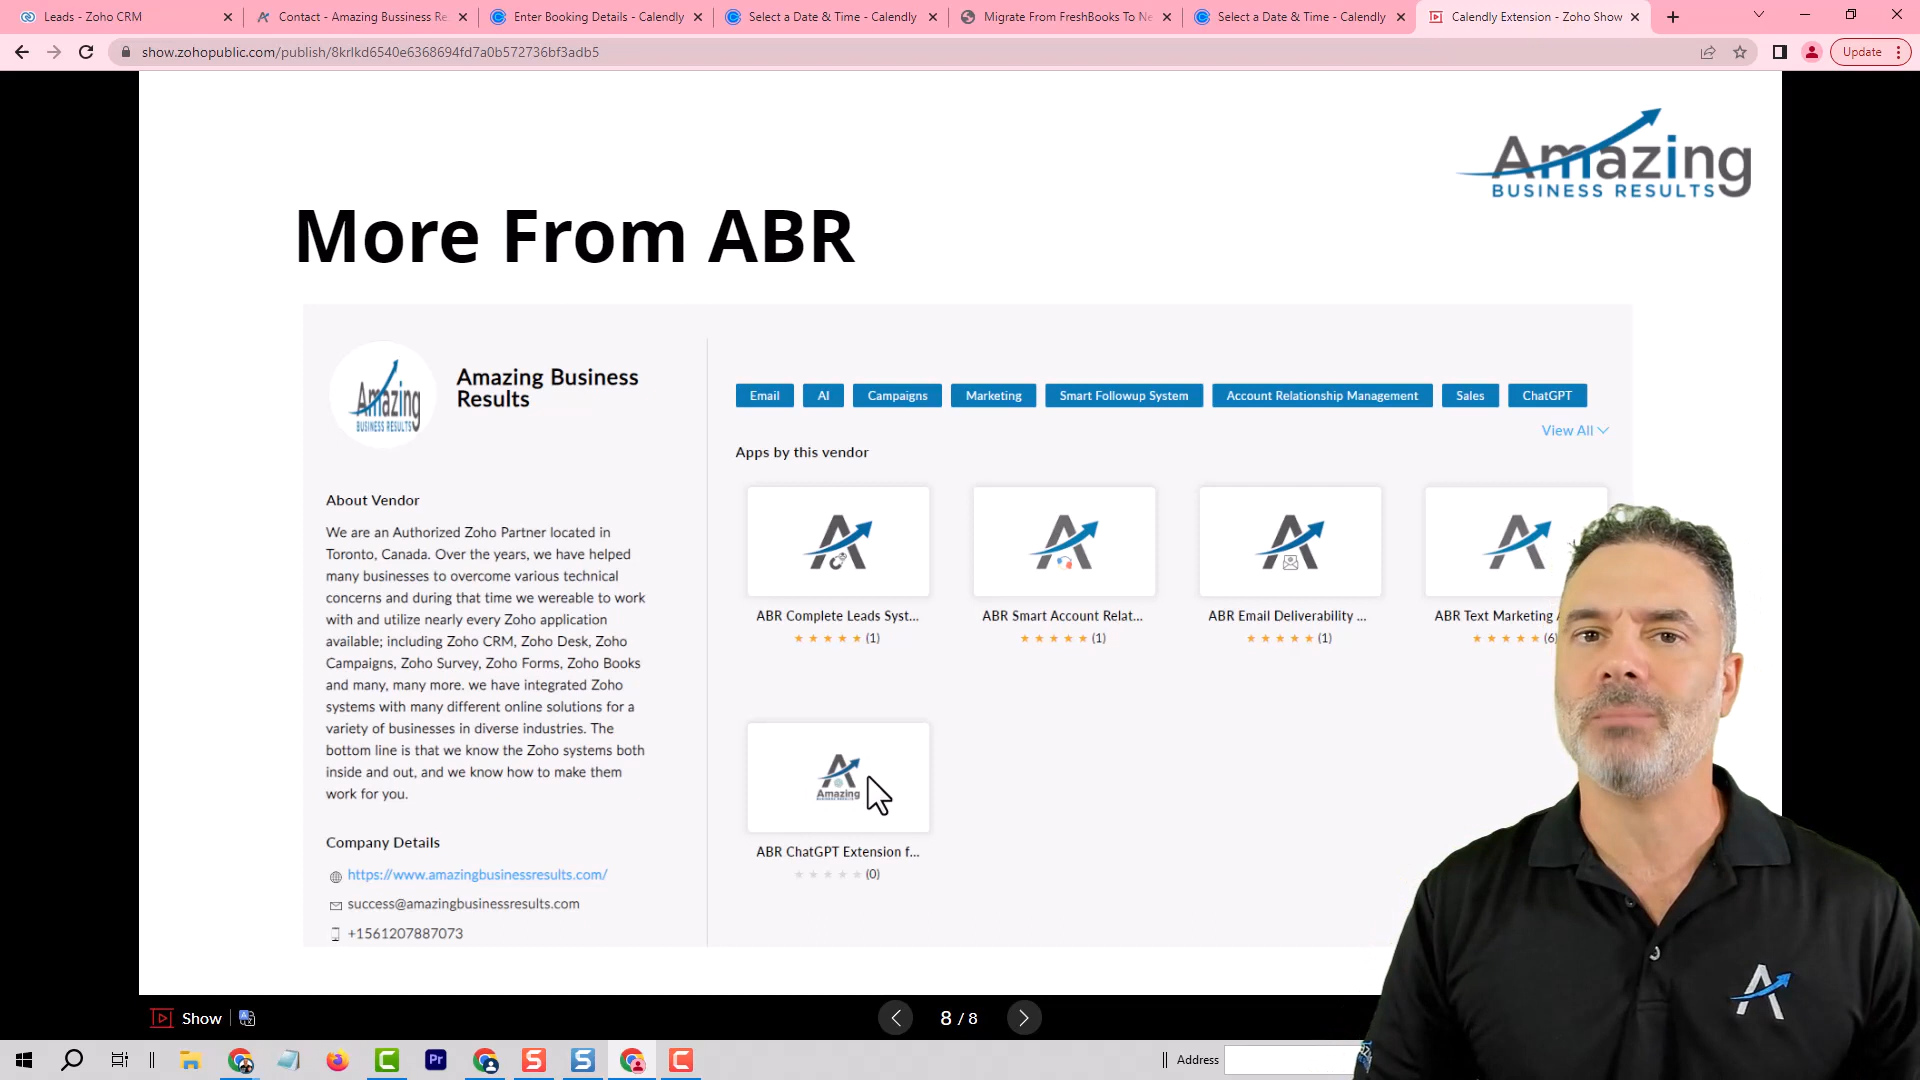 Leads - Zoho CRM
Contact - Amazing Bussiness Re
Enter Booking Details - Calendly
Select a Date & Time - Calendly
Migrate From FreshBooks To Ne
Select a Date & Time - Calendly
Calendly Extension - Zoho Show
show.zohopublic.com/publish/8krlkd6540e6368694fd7a0b572736bf3adb5
Update
Amazing
BUSINESS RESULTS
More From ABR
Amazing
BUSINESS RESULTS
Amazing Business
Results
About Vendor
We are an Authorized Zoho Partner located in
Toronto, Canada. Over the years, we have helped
many businesses to overcome various technical
concerns and during that time we wereable to work
with and utilize nearly every Zoho application
available; including Zoho CRM, Zoho Desk, Zoho
Campaigns, Zoho Survey, Zoho Forms, Zoho Books
and many, many more. we have integrated Zoho
systems with many different online solutions for a
variety of businesses in diverse industries. The
bottom line is that we know the Zoho systems both
inside and out, and we know how to make them
work for you.
Company Details
https://www.amazingbusinessresults.com/
success@amazingbusinessresults.com
+1561207887073
Email AI Campaigns Marketing Smart Followup System Account Relationship Management Sales ChatGPT
View All
Apps by this vendor
ABR Complete Leads Syst...
(1)
ABR Smart Account Relat...
(1)
ABR Email Deliverability ...
(1)
ABR Text Marketing
(6)
Amazing
ABR ChatGPT Extension f...
(0)
Show
8 / 8
Pr
Address